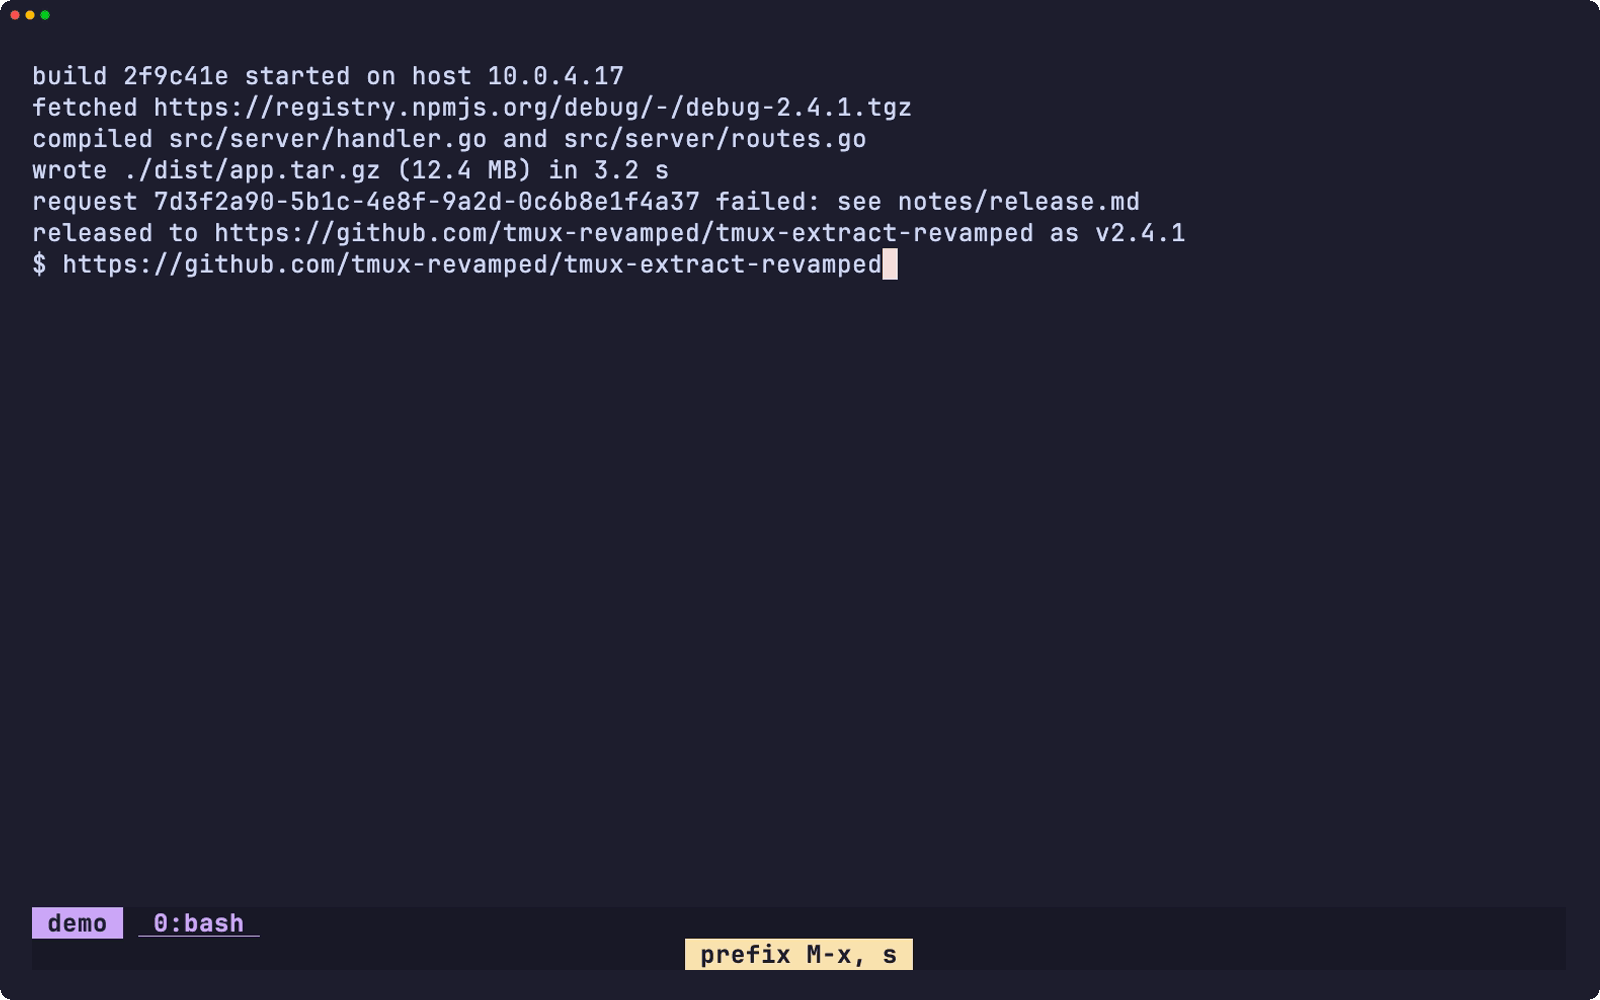 build 2f9c41e started on host 10.0.4.17
fetched https://registry.npmjs.org/debug/-/debug-2.4.1.tgz
compiled src/server/handler.go and src/server/routes.go
wrote ./dist/app.tar.gz (12.4 MB) in 3.2 s
request 7d3f2a90-5b1c-4e8f-9a2d-0c6b8e1f4a37 failed: see notes/release.md
released to https://github.com/tmux-revamped/tmux-extract-revamped as v2.4.1
$ https://github.com/tmux-revamped/tmux-extract-revamped
demo 0:bash
prefix M-x, s